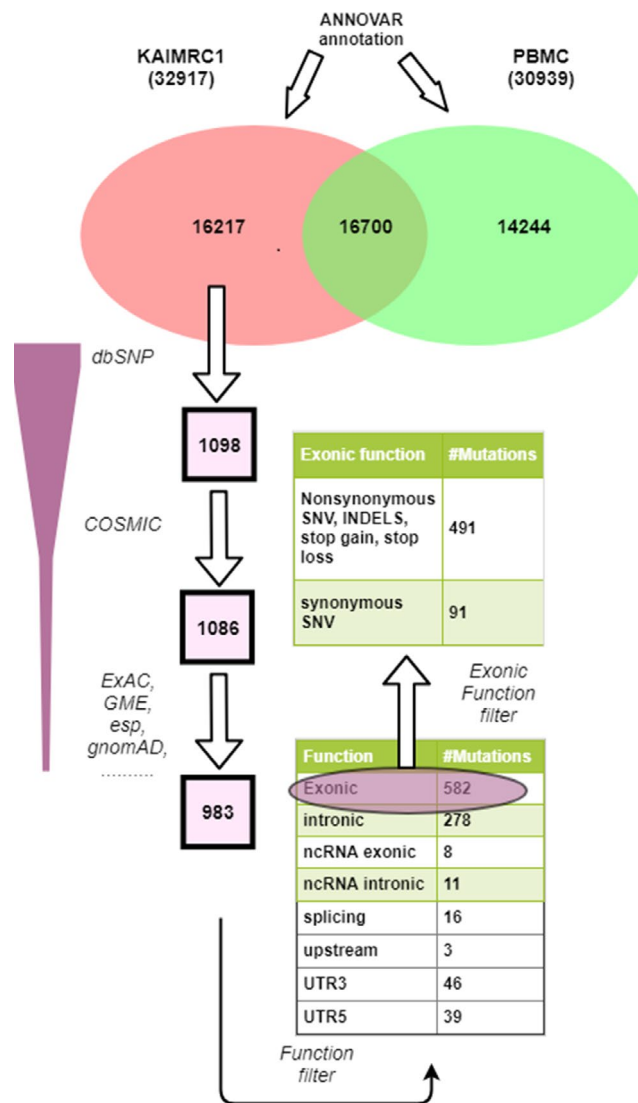 ANNOVAR
annotation
KAIMRC1
(32917)
PBMC
(30939)
16217
16700
14244
dbSNP
1098
COSMIC
1086
ExAC,
GME,
esp,
gnomAD,
............
983
Exonic function #Mutations
Nonsynonymous
SNV, INDELS,
stop gain, stop
loss
491
synonymous
SNV
91
Exonic
Function
filter
Function #Mutations
Exonic 582
intronic 278
ncRNA exonic 8
ncRNA intronic 11
splicing 16
upstream 3
UTR3 46
UTR5 39
Function
filter